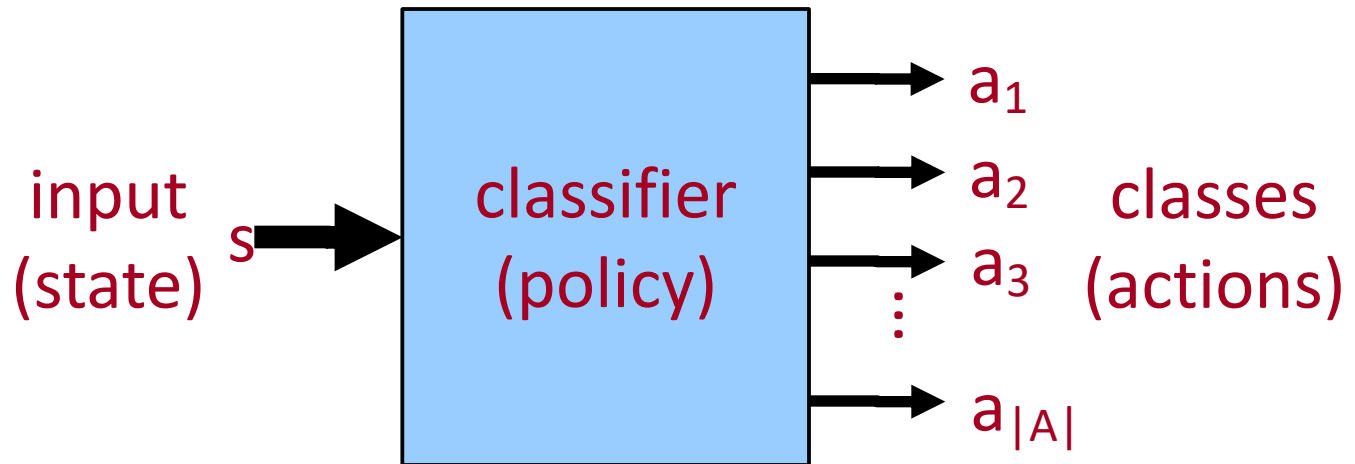 input
(state)
s
classifier
(policy)
a₁
a₂
a₃
⋮
a|A|
classes
(actions)